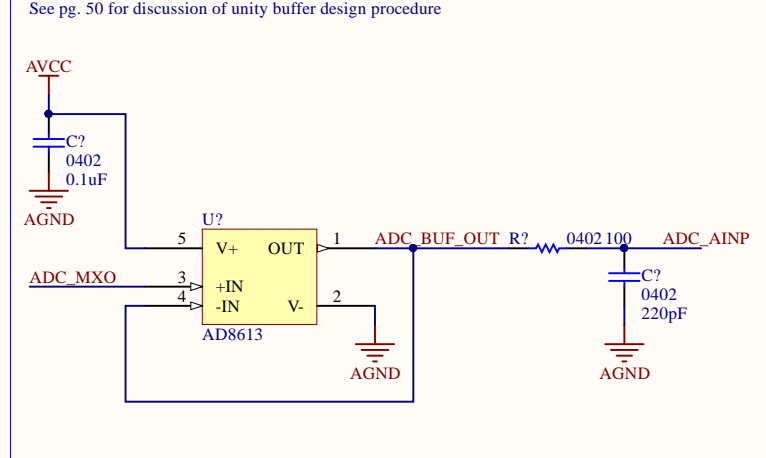 See pg. 50 for discussion of unity buffer design procedure
AVCC
C?
0402
0.1uF
AGND
U?
5 V+ OUT 1
ADC_BUF_OUT R? 0402 100 ADC_AINP
ADC_MXO 3 +IN
4 -IN V- 2
AD8613
AGND
C?
0402
220pF
AGND